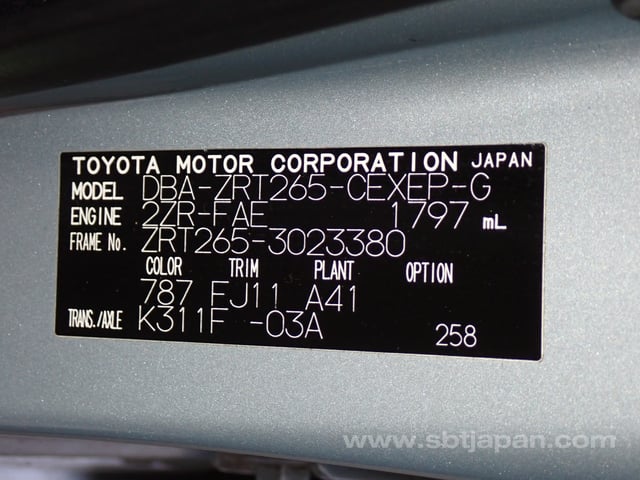 TOYOTA MOTOR CORPORATION JAPAN
MODEL DBA-ZRT265-CEXEP-G
ENGINE 2ZR-FAE 1797 mL
FRAME No. ZRT265-3023380
COLOR TRIM PLANT OPTION
787 FJ11 A41
TRANS./AXLE K311F -03A
258
www.sbtjapan.com